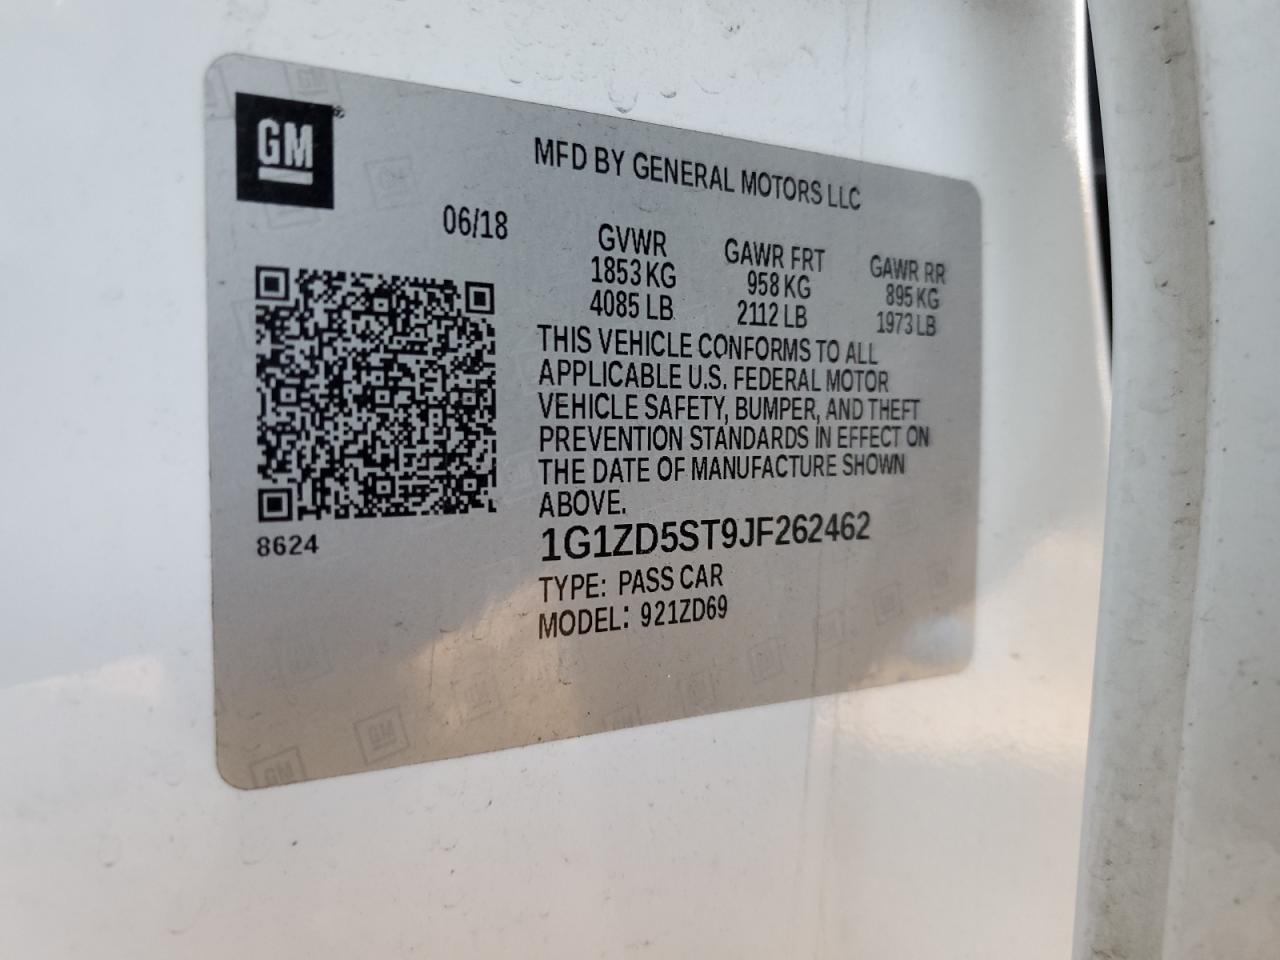 GM
MFD BY GENERAL MOTORS LLC
06/18
GVWR GAWR FRT GAWR RR
1853 KG 958 KG 895 KG
4085 LB 2112 LB 1973 LB
THIS VEHICLE CONFORMS TO ALL
APPLICABLE U.S. FEDERAL MOTOR
VEHICLE SAFETY, BUMPER, AND THEFT
PREVENTION STANDARDS IN EFFECT ON
THE DATE OF MANUFACTURE SHOWN
ABOVE.
8624
1G1ZD5ST9JF262462
TYPE: PASS CAR
MODEL: 921ZD69